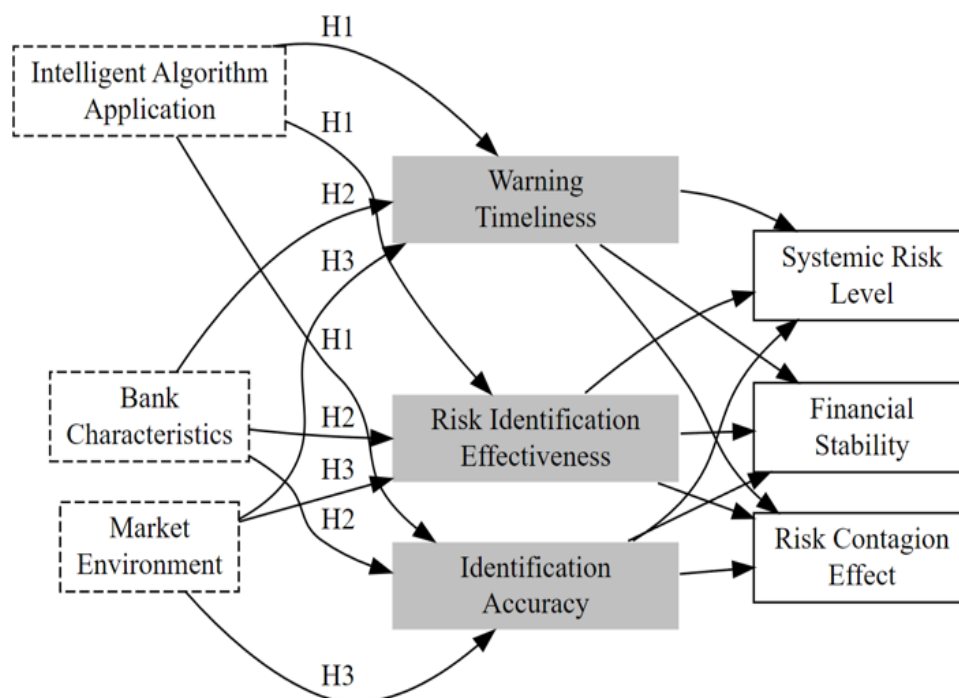 H1
Intelligent Algorithm
Application
H1
Warning
Timeliness
H2
H3
Systemic Risk
Level
H1
Bank
Characteristics
H2
Risk Identification
Effectiveness
Financial
Stability
H3
Market
Environment
H2
Identification
Accuracy
Risk Contagion
Effect
H3